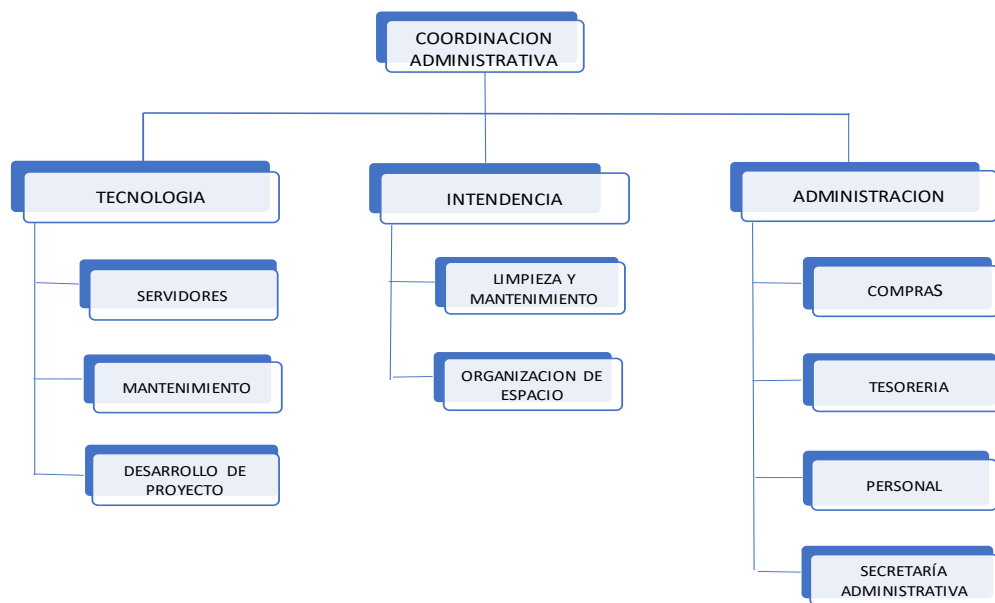 COORDINACION
ADMINISTRATIVA
TECNOLOGIA
INTENDENCIA
ADMINISTRACION
SERVIDORES
MANTENIMIENTO
DESARROLLO DE
PROYECTO
LIMPIEZA Y
MANTENIMIENTO
ORGANIZACION DE
ESPACIO
COMPRAS
TESORERIA
PERSONAL
SECRETARÍA
ADMINISTRATIVA